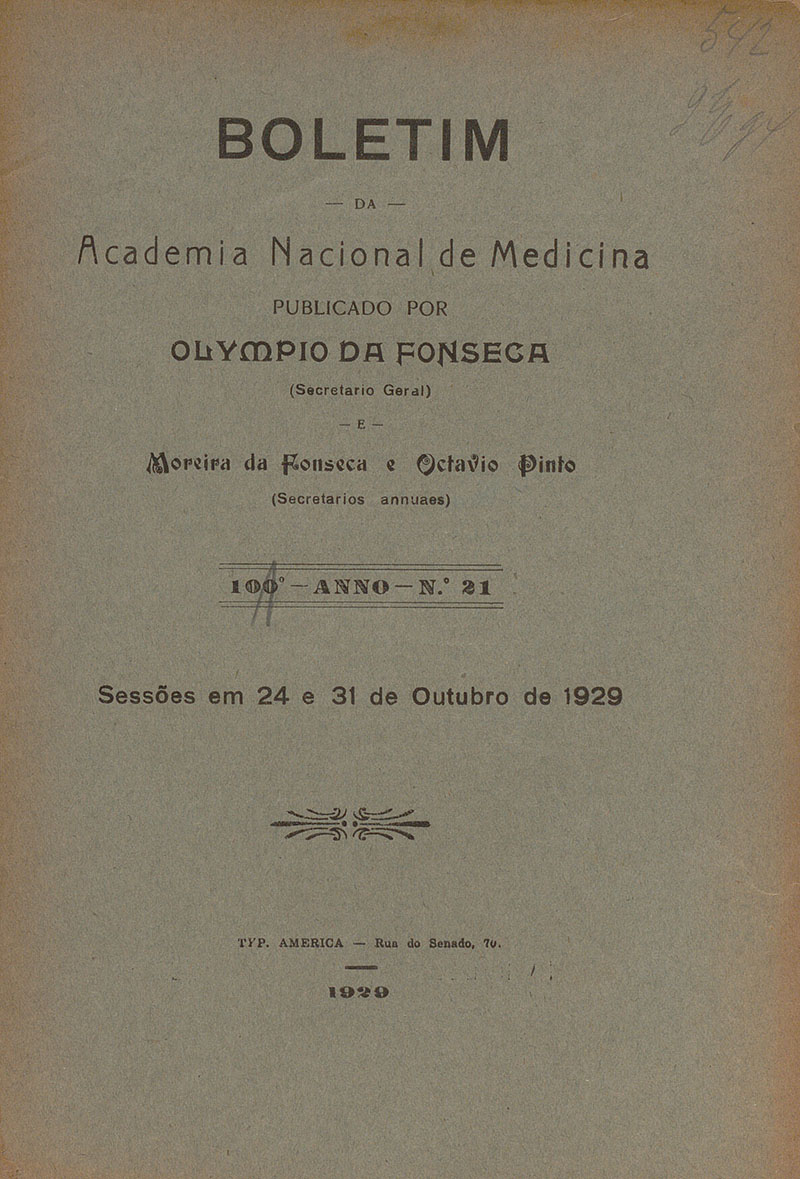 542
BOLETIM
— DA —
Academia Nacional de Medicina
PUBLICADO POR
OLYMPIO DA FONSECA
(Secretario Geral)
— E —
Moreira da Fonseca e Octavio Pinto
(Secretarios annuaes)
100° — ANNO — N.° 21
Sessões em 24 e 31 de Outubro de 1929
TYP. AMERICA — Rua do Senado, 70.
1929